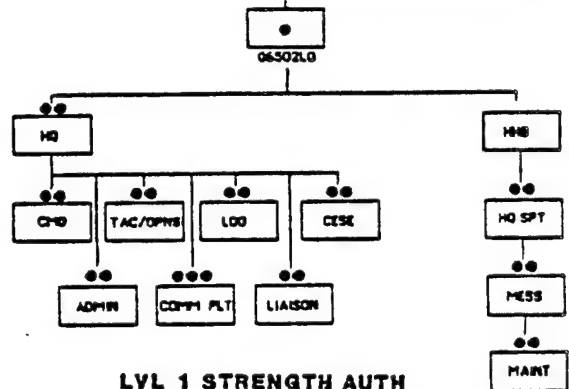 06502L0
HQ
HHB
CMD
TAC/OPNS
LOG
CESE
HQ SPT
ADMIN
COMM PLT
LIAISON
MESS
MAINT
LVL 1 STRENGTH AUTH